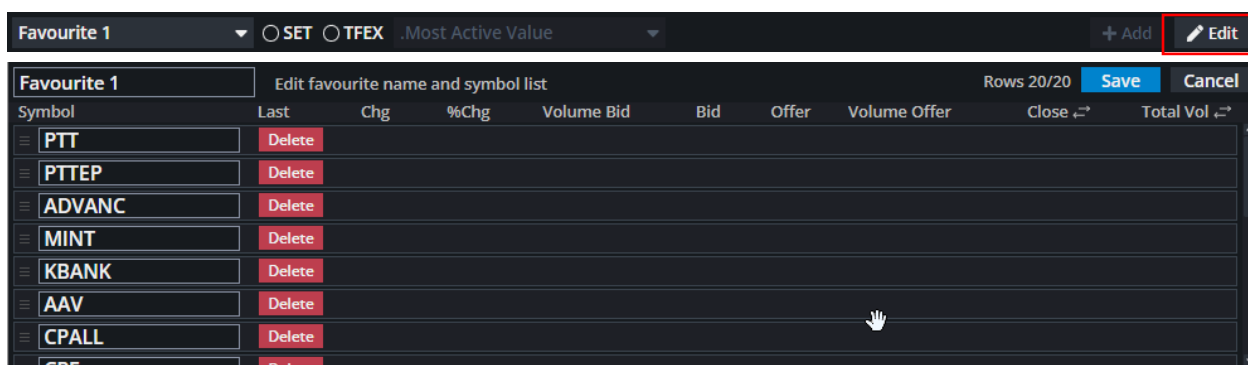 Favourite 1 SET TFEX .Most Active Value + Add Edit
Favourite 1 Edit favourite name and symbol list Rows 20/20 Save Cancel
Symbol Last Chg %Chg Volume Bid Bid Offer Volume Offer Close Total Vol
PTT Delete
PTTEP Delete
ADVANC Delete
MINT Delete
KBANK Delete
AAV Delete
CPALL Delete